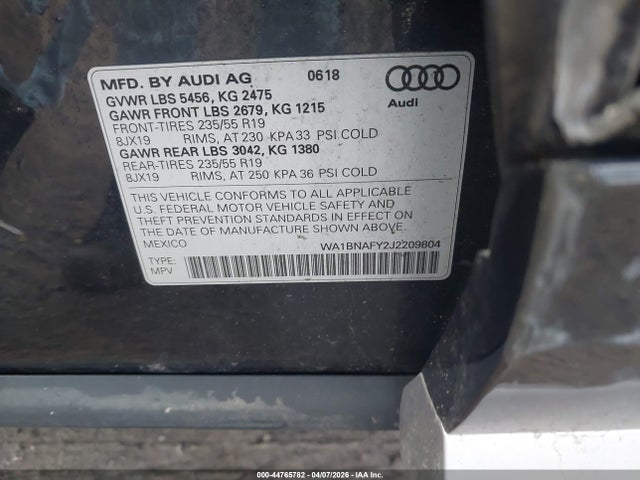 MFD. BY AUDI AG 0618
GVWR LBS 5456, KG 2475
GAWR FRONT LBS 2679, KG 1215
FRONT-TIRES 235/55 R19
8JX19 RIMS, AT 230 KPA 33 PSI COLD
GAWR REAR LBS 3042, KG 1380
REAR-TIRES 235/55 R19
8JX19 RIMS, AT 250 KPA 36 PSI COLD
Audi
THIS VEHICLE CONFORMS TO ALL APPLICABLE
U.S. FEDERAL MOTOR VEHICLE SAFETY AND
THEFT PREVENTION STANDARDS IN EFFECT ON
THE DATE OF MANUFACTURE SHOWN ABOVE.
MEXICO WA1BNAFY2J2209804
TYPE:
MPV
000-44765782 | 04/07/2026 | IAA Inc.